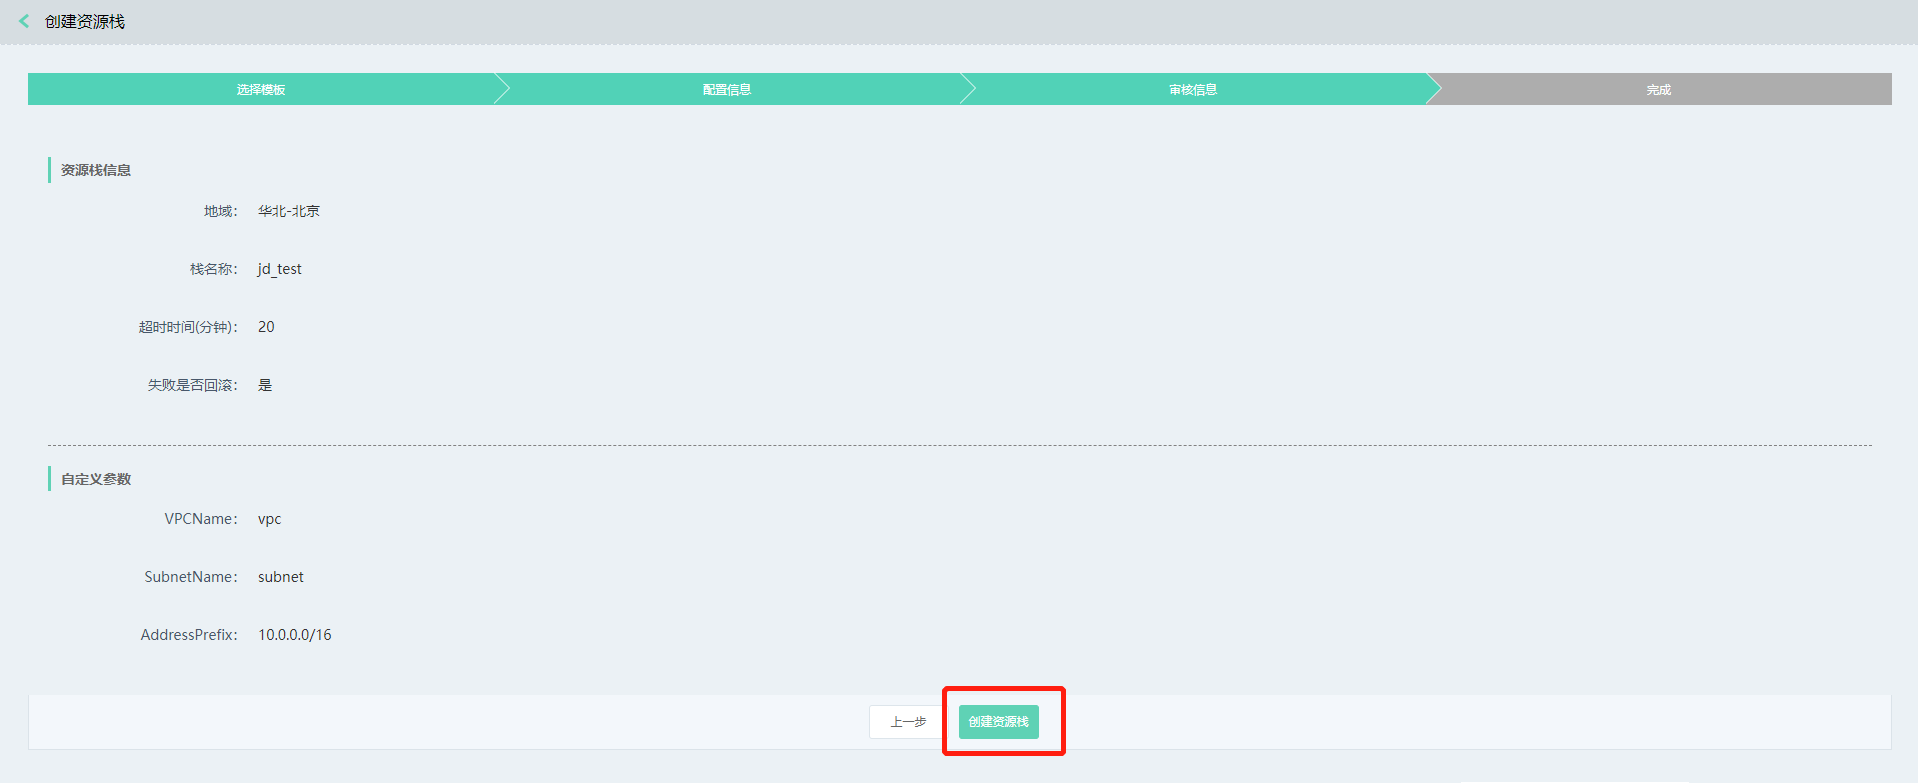 创建资源栈
选择模板
配置信息
审核信息
完成
资源栈信息
地域： 华北-北京
栈名称： jd_test
超时时间(分钟)： 20
失败是否回滚： 是
自定义参数
VPCName： vpc
SubnetName： subnet
AddressPrefix： 10.0.0.0/16
上一步
创建资源栈